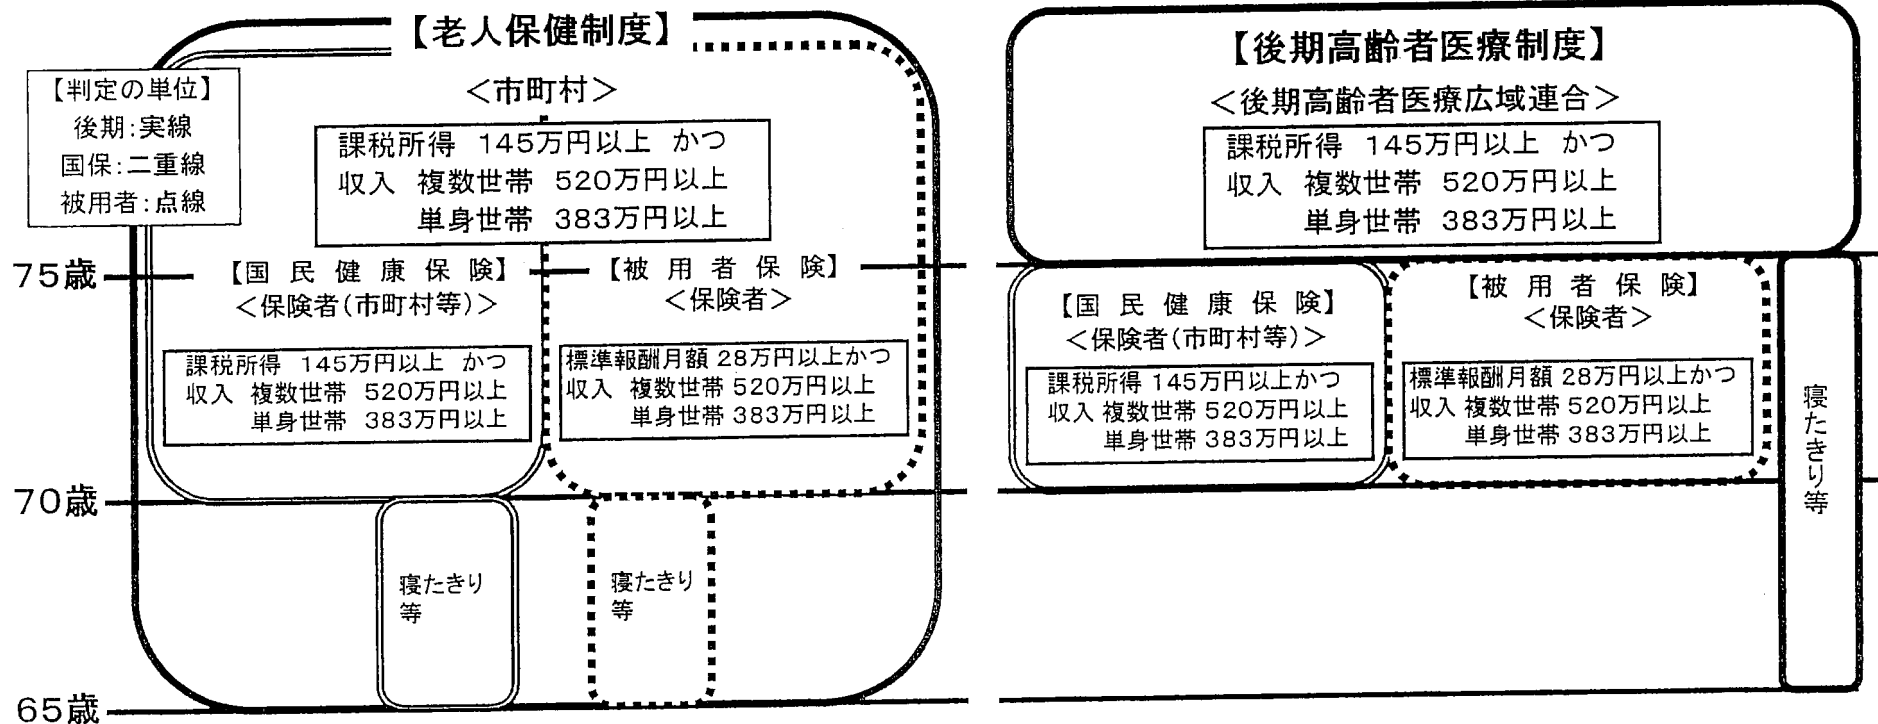 【老人保健制度】
＜市町村＞
【判定の単位】
後期：実線
国保：二重線
被用者：点線
課税所得 145万円以上 かつ
収入 複数世帯 520万円以上
単身世帯 383万円以上
75歳
【国民健康保険】
＜保険者（市町村等）＞
課税所得 145万円以上 かつ
収入 複数世帯 520万円以上
単身世帯 383万円以上
【被用者保険】
＜保険者＞
標準報酬月額 28万円以上かつ
収入 複数世帯 520万円以上
単身世帯 383万円以上
70歳
寝たきり
等
寝たきり
等
65歳
【後期高齢者医療制度】
＜後期高齢者医療広域連合＞
課税所得 145万円以上 かつ
収入 複数世帯 520万円以上
単身世帯 383万円以上
【国民健康保険】
＜保険者（市町村等）＞
課税所得 145万円以上かつ
収入 複数世帯 520万円以上
単身世帯 383万円以上
【被用者保険】
＜保険者＞
標準報酬月額 28万円以上かつ
収入 複数世帯 520万円以上
単身世帯 383万円以上
寝たきり等